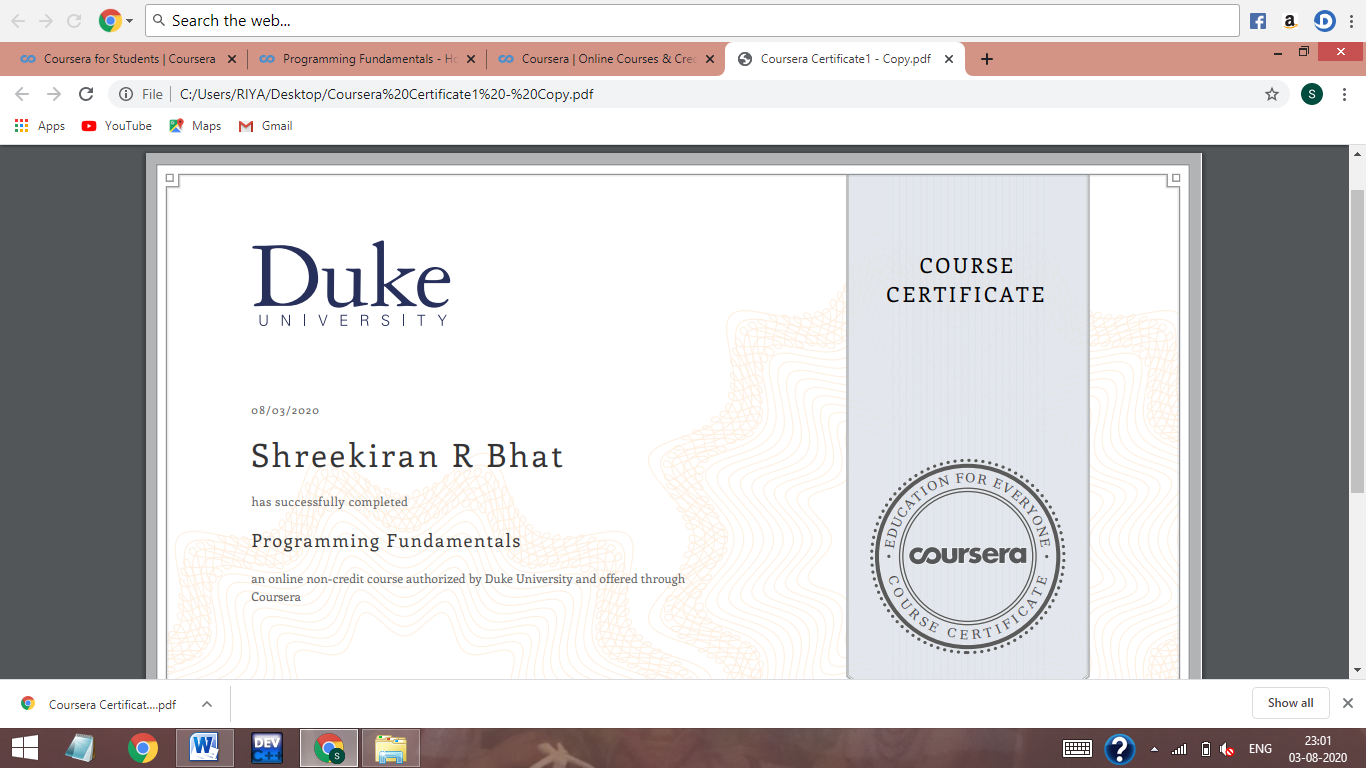 Search the web...
Coursera for Students | Coursera
Programming Fundamentals - Ho
Coursera | Online Courses & Cred
Coursera Certificate1 - Copy.pdf
File
C:/Users/RIYA/Desktop/Coursera%20Certificate1%20-%20Copy.pdf
S
Apps
YouTube
Maps
Gmail
Duke
UNIVERSITY
COURSE
CERTIFICATE
08/03/2020
Shreekiran R Bhat
has successfully completed
Programming Fundamentals
an online non-credit course authorized by Duke University and offered through
Coursera
EDUCATION FOR EVERYONE
coursera
COURSE CERTIFICATE
Coursera Certificat....pdf
Show all
DEV
C++
S
ENG
23:01
03-08-2020